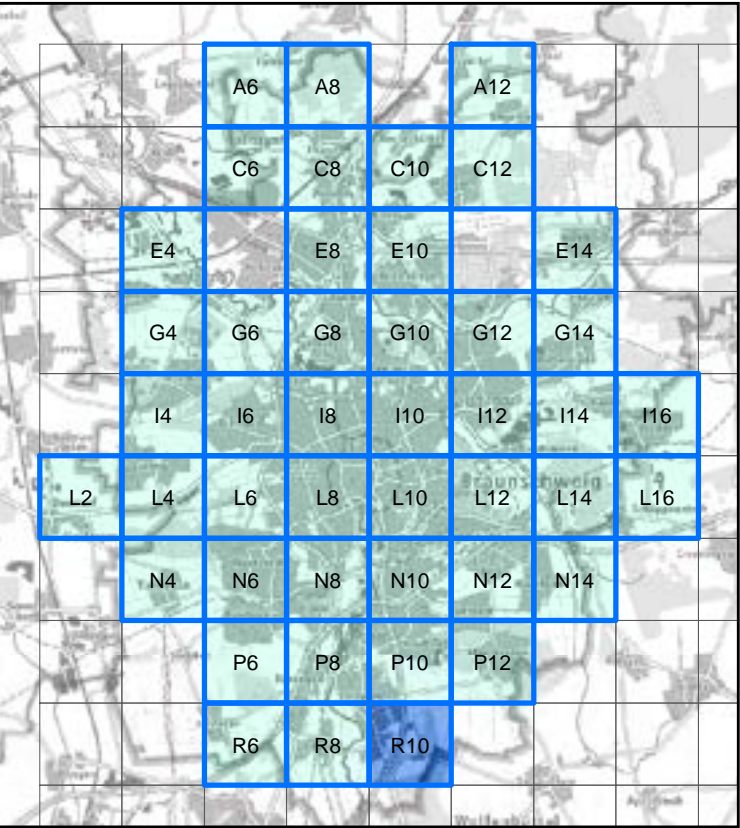 A6 A8 A12
C6 C8 C10 C12
E4 E8 E10 E14
G4 G6 G8 G10 G12 G14
I4 I6 I8 I10 I12 I14 I16
Braunschweig
L2 L4 L6 L8 L10 L12 L14 L16
N4 N6 N8 N10 N12 N14
P6 P8 P10 P12
R6 R8 R10
Wolfenbüttel